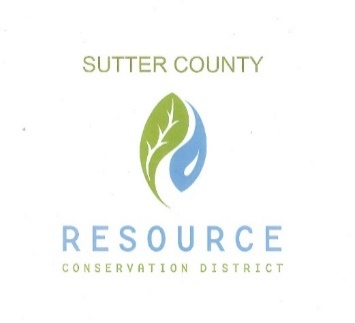 SUTTER COUNTY
RESOURCE
CONSERVATION DISTRICT